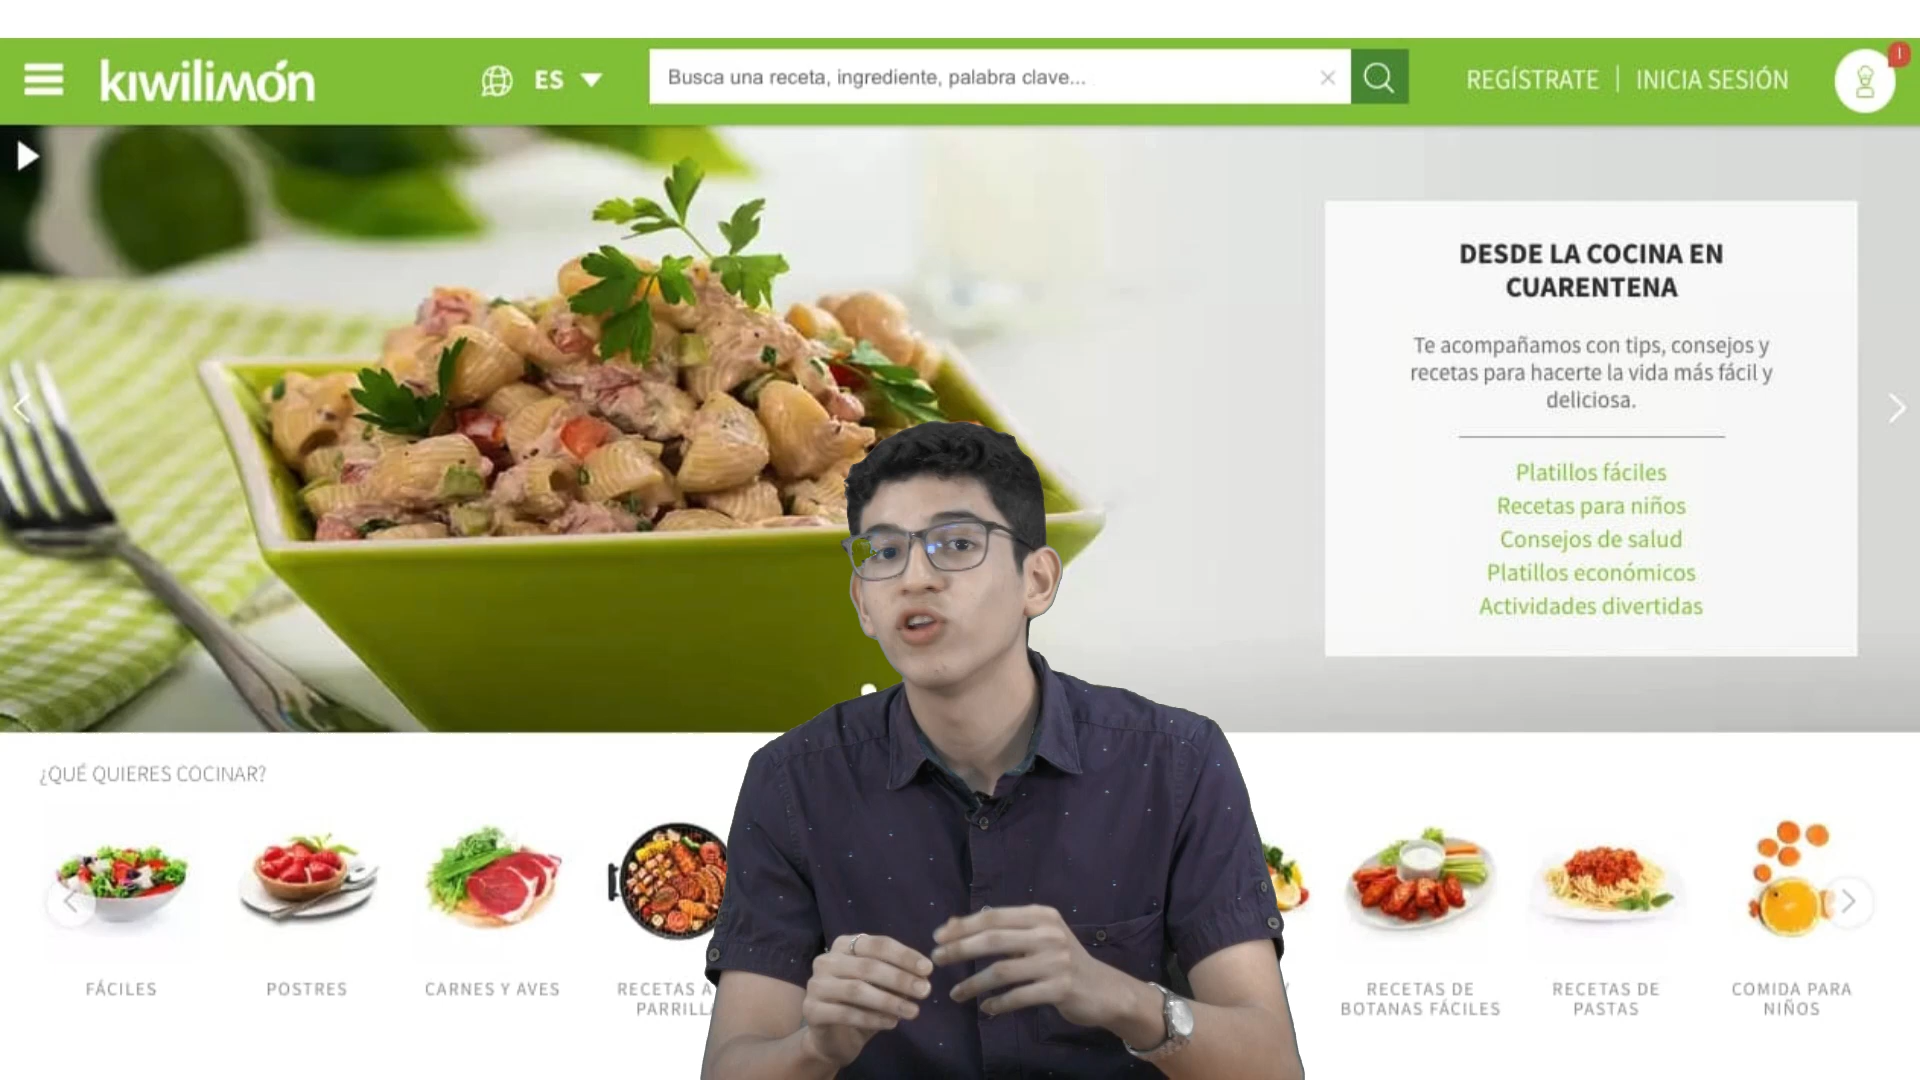 kiwilimón
ES
Busca una receta, ingrediente, palabra clave...
REGÍSTRATE | INICIA SESIÓN
1
DESDE LA COCINA EN
CUARENTENA
Te acompañamos con tips, consejos y
recetas para hacerte la vida más fácil y
deliciosa.
Platillos fáciles
Recetas para niños
Consejos de salud
Platillos económicos
Actividades divertidas
¿QUÉ QUIERES COCINAR?
FÁCILES
POSTRES
CARNES Y AVES
RECETAS A
PARRILLA
RECETAS DE
BOTANAS FÁCILES
RECETAS DE
PASTAS
COMIDA PARA
NIÑOS